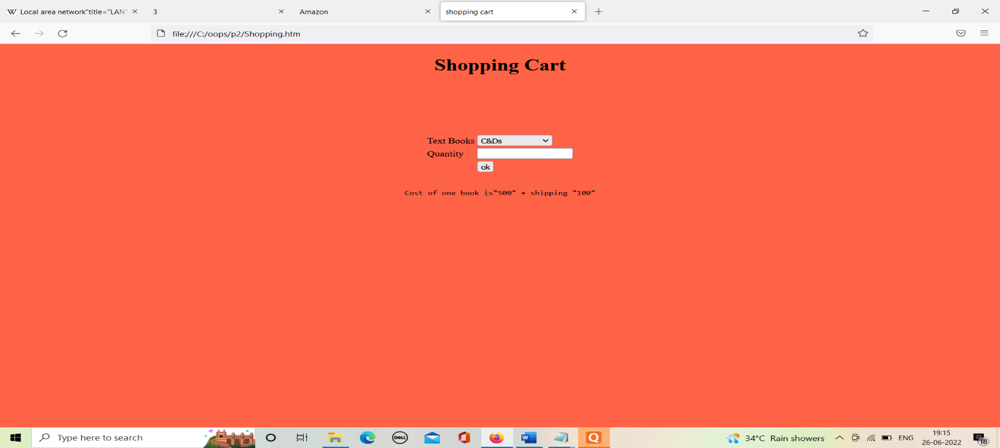 W Local area network"title="LAN"
3
Amazon
shopping cart
file:///C:/oops/p2/Shopping.htm
Shopping Cart
Text Books C&Ds
Quantity
ok
Cost of one book is"500" + shipping "100"
Type here to search
DELL
W
Q
34°C Rain showers
ENG
19:15
26-06-2022
18